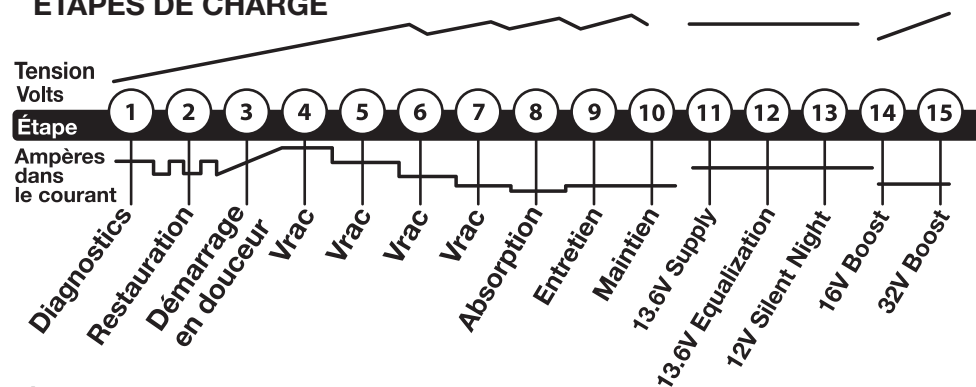 ÉTAPES DE CHARGE
Tension
Volts
Étape
1 2 3 4 5 6 7 8 9 10 11 12 13 14 15
Ampères
dans
le courant
Diagnostics
Restauration
Démarrage
en douceur
Vrac
Vrac
Vrac
Vrac
Absorption
Entretien
Maintien
13.6V Supply
13.6V Equalization
12V Silent Night
16V Boost
32V Boost